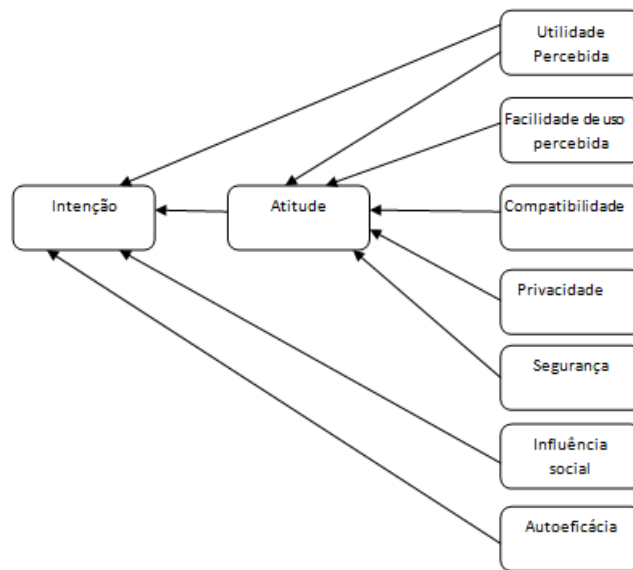 Utilidade
Percebida
Facilidade de uso
percebida
Intenção
Atitude
Compatibilidade
Privacidade
Segurança
Influência
social
Autoeficácia